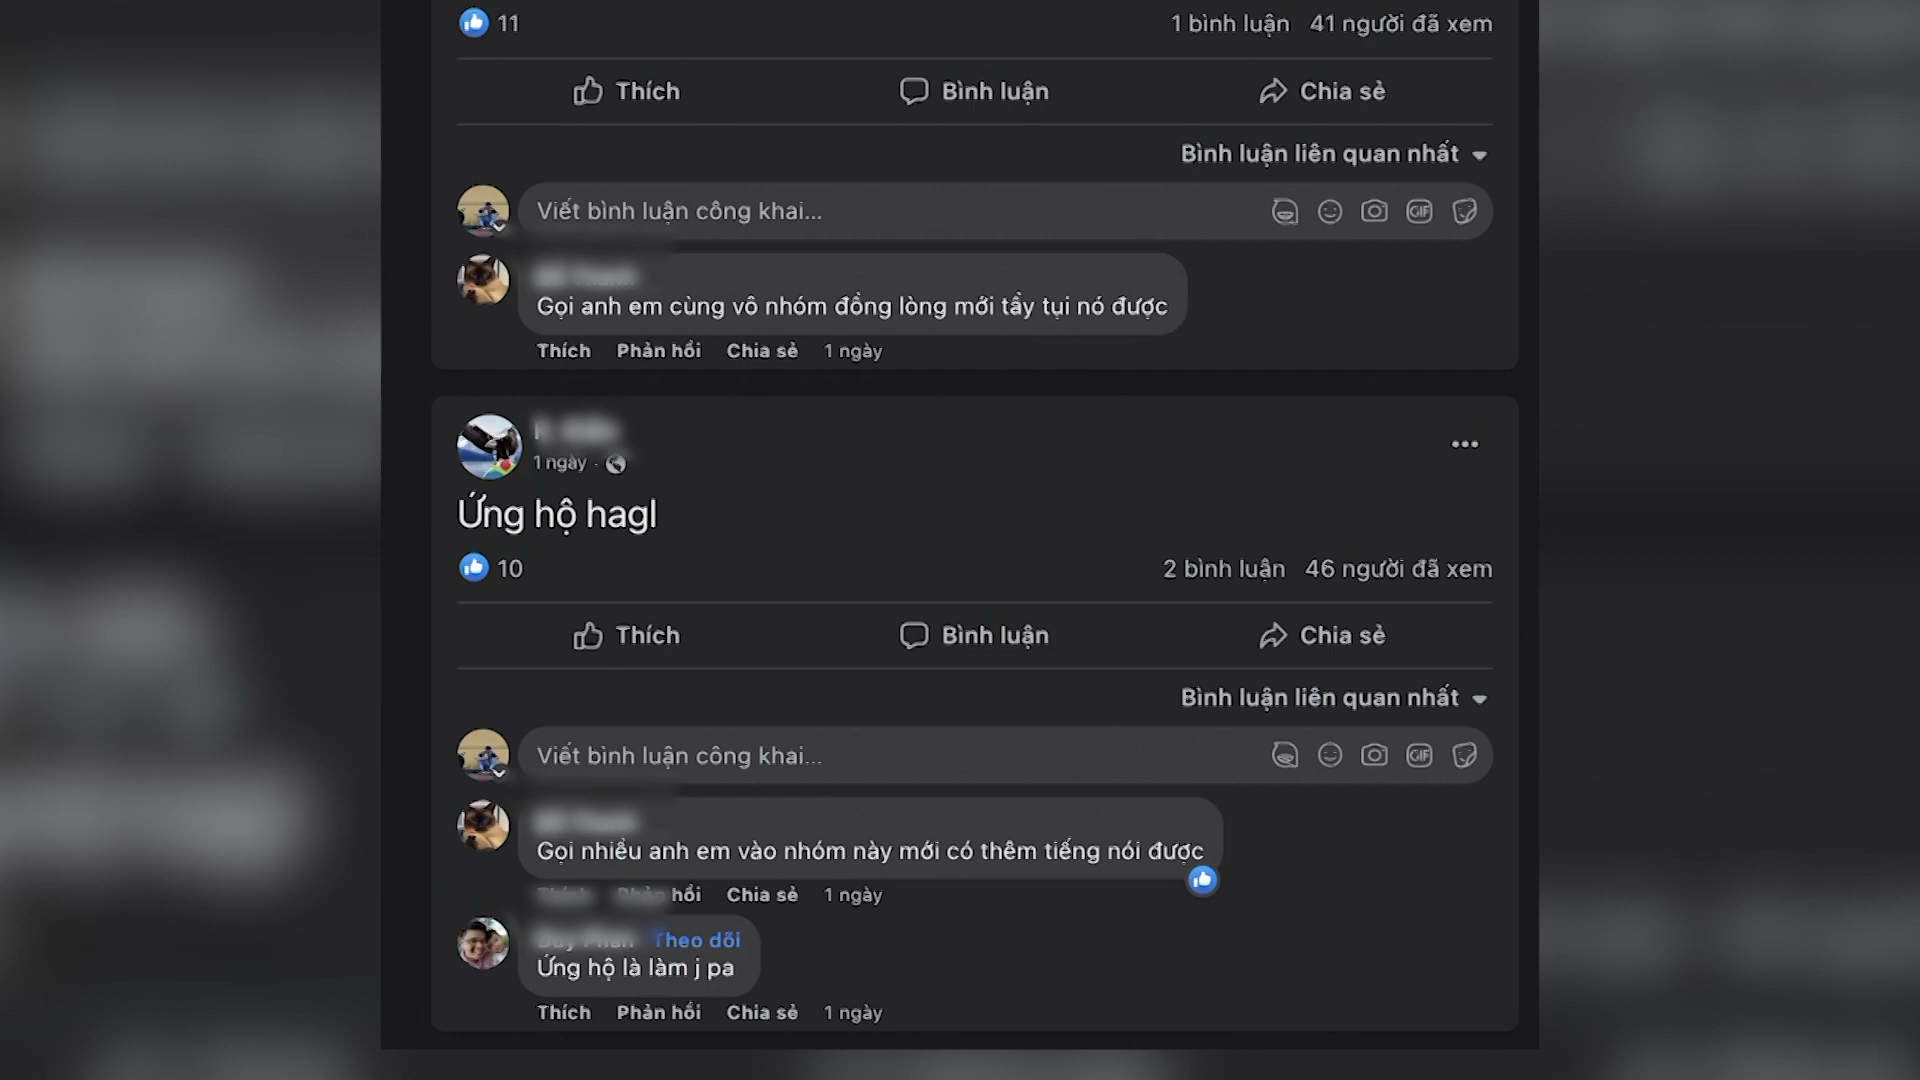 11
1 bình luận 41 người đã xem
Thích Bình luận Chia sẻ
Bình luận liên quan nhất
Viết bình luận công khai...
GIF
Gọi anh em cùng vô nhóm đồng lòng mới tẩy tụi nó được
Thích Phản hồi Chia sẻ 1 ngày
1 ngày ·
Ứng hộ hagl
10
2 bình luận 46 người đã xem
Thích Bình luận Chia sẻ
Bình luận liên quan nhất
Viết bình luận công khai...
GIF
Gọi nhiều anh em vào nhóm này mới có thêm tiếng nói được
hồi Chia sẻ 1 ngày
Theo dõi
Ứng hộ là làm j pa
Thích Phản hồi Chia sẻ 1 ngày